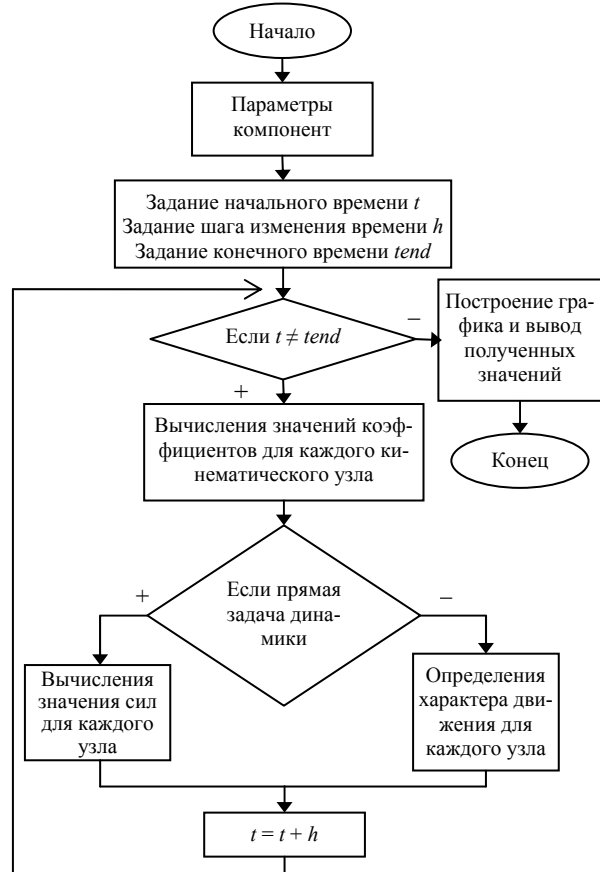 Начало
Параметры
компонент
Задание начального времени t
Задание шага изменения времени h
Задание конечного времени tend
Если t ≠ tend
–
Построение гра-
фика и вывод
полученных
значений
Конец
+
Вычисления значений коэф-
фициентов для каждого ки-
нематического узла
Если прямая
задача дина-
мики
+
–
Вычисления
значения сил
для каждого
узла
Определения
характера дви-
жения для
каждого узла
t = t + h